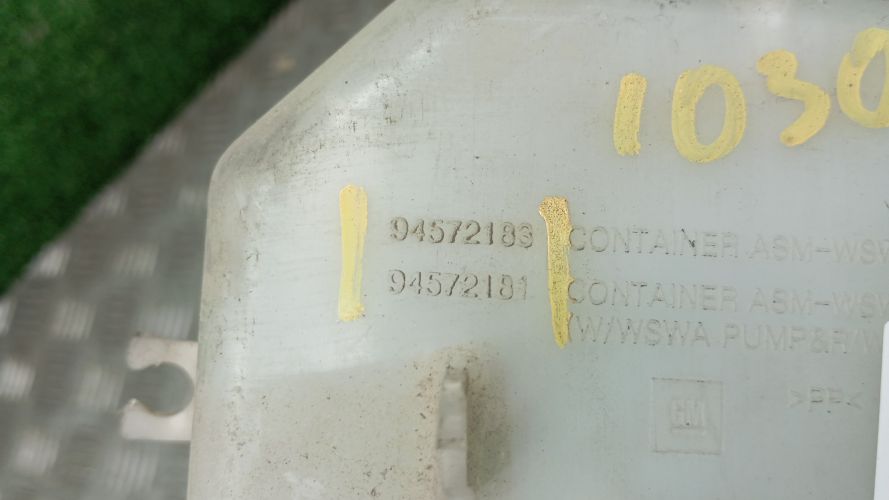 1030
94572183 CONTAINER ASM-WSW
94572181 CONTAINER ASM-WSW
(W/WSWA PUMP&R/W
GM >PP<